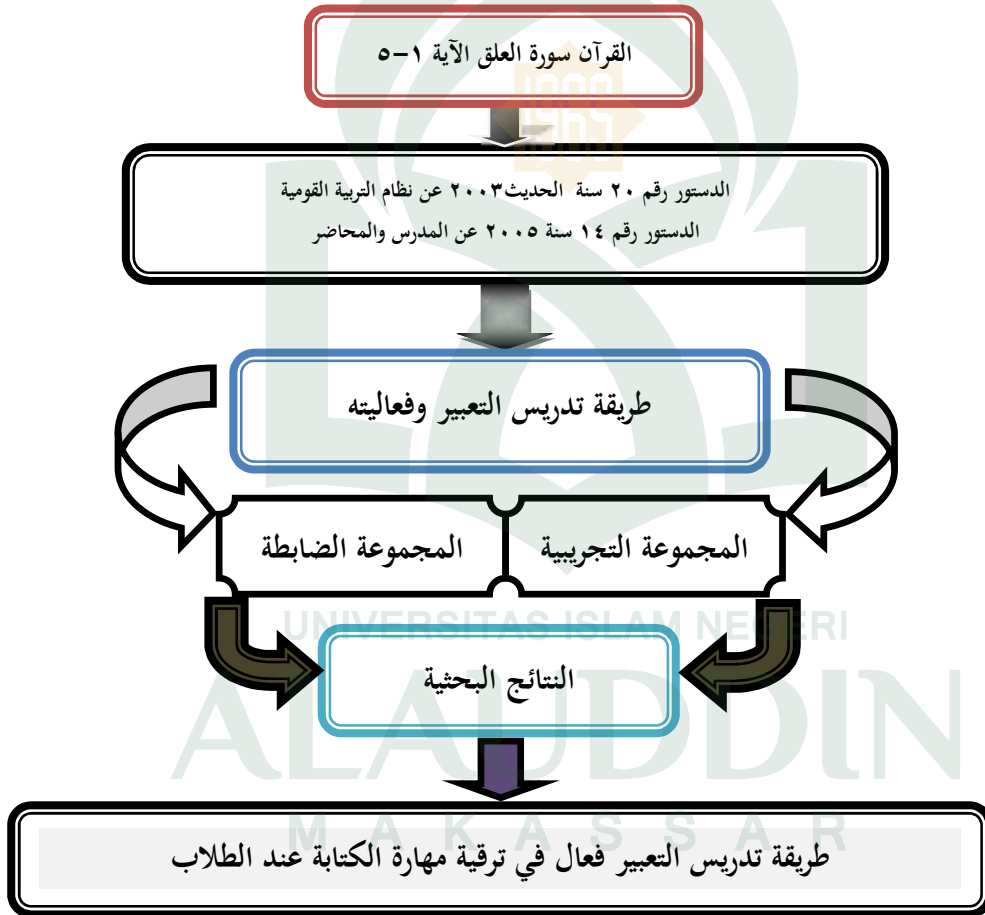 القرآن سورة العلق الآية ١-٥
1965
الدستور رقم ٢٠ سنة الحديث٢٠٠٣ عن نظام التربية القومية
الدستور رقم ١٤ سنة ٢٠٠٥ عن المدرس والمحاضر
طريقة تدريس التعبير وفعاليته
المجموعة التجريبية
المجموعة الضابطة
UNIVERSITAS ISLAM NEGERI
النتائج البحثية
ALAUDDIN
MAKASSAR
طريقة تدريس التعبير فعال في ترقية مهارة الكتابة عند الطلاب